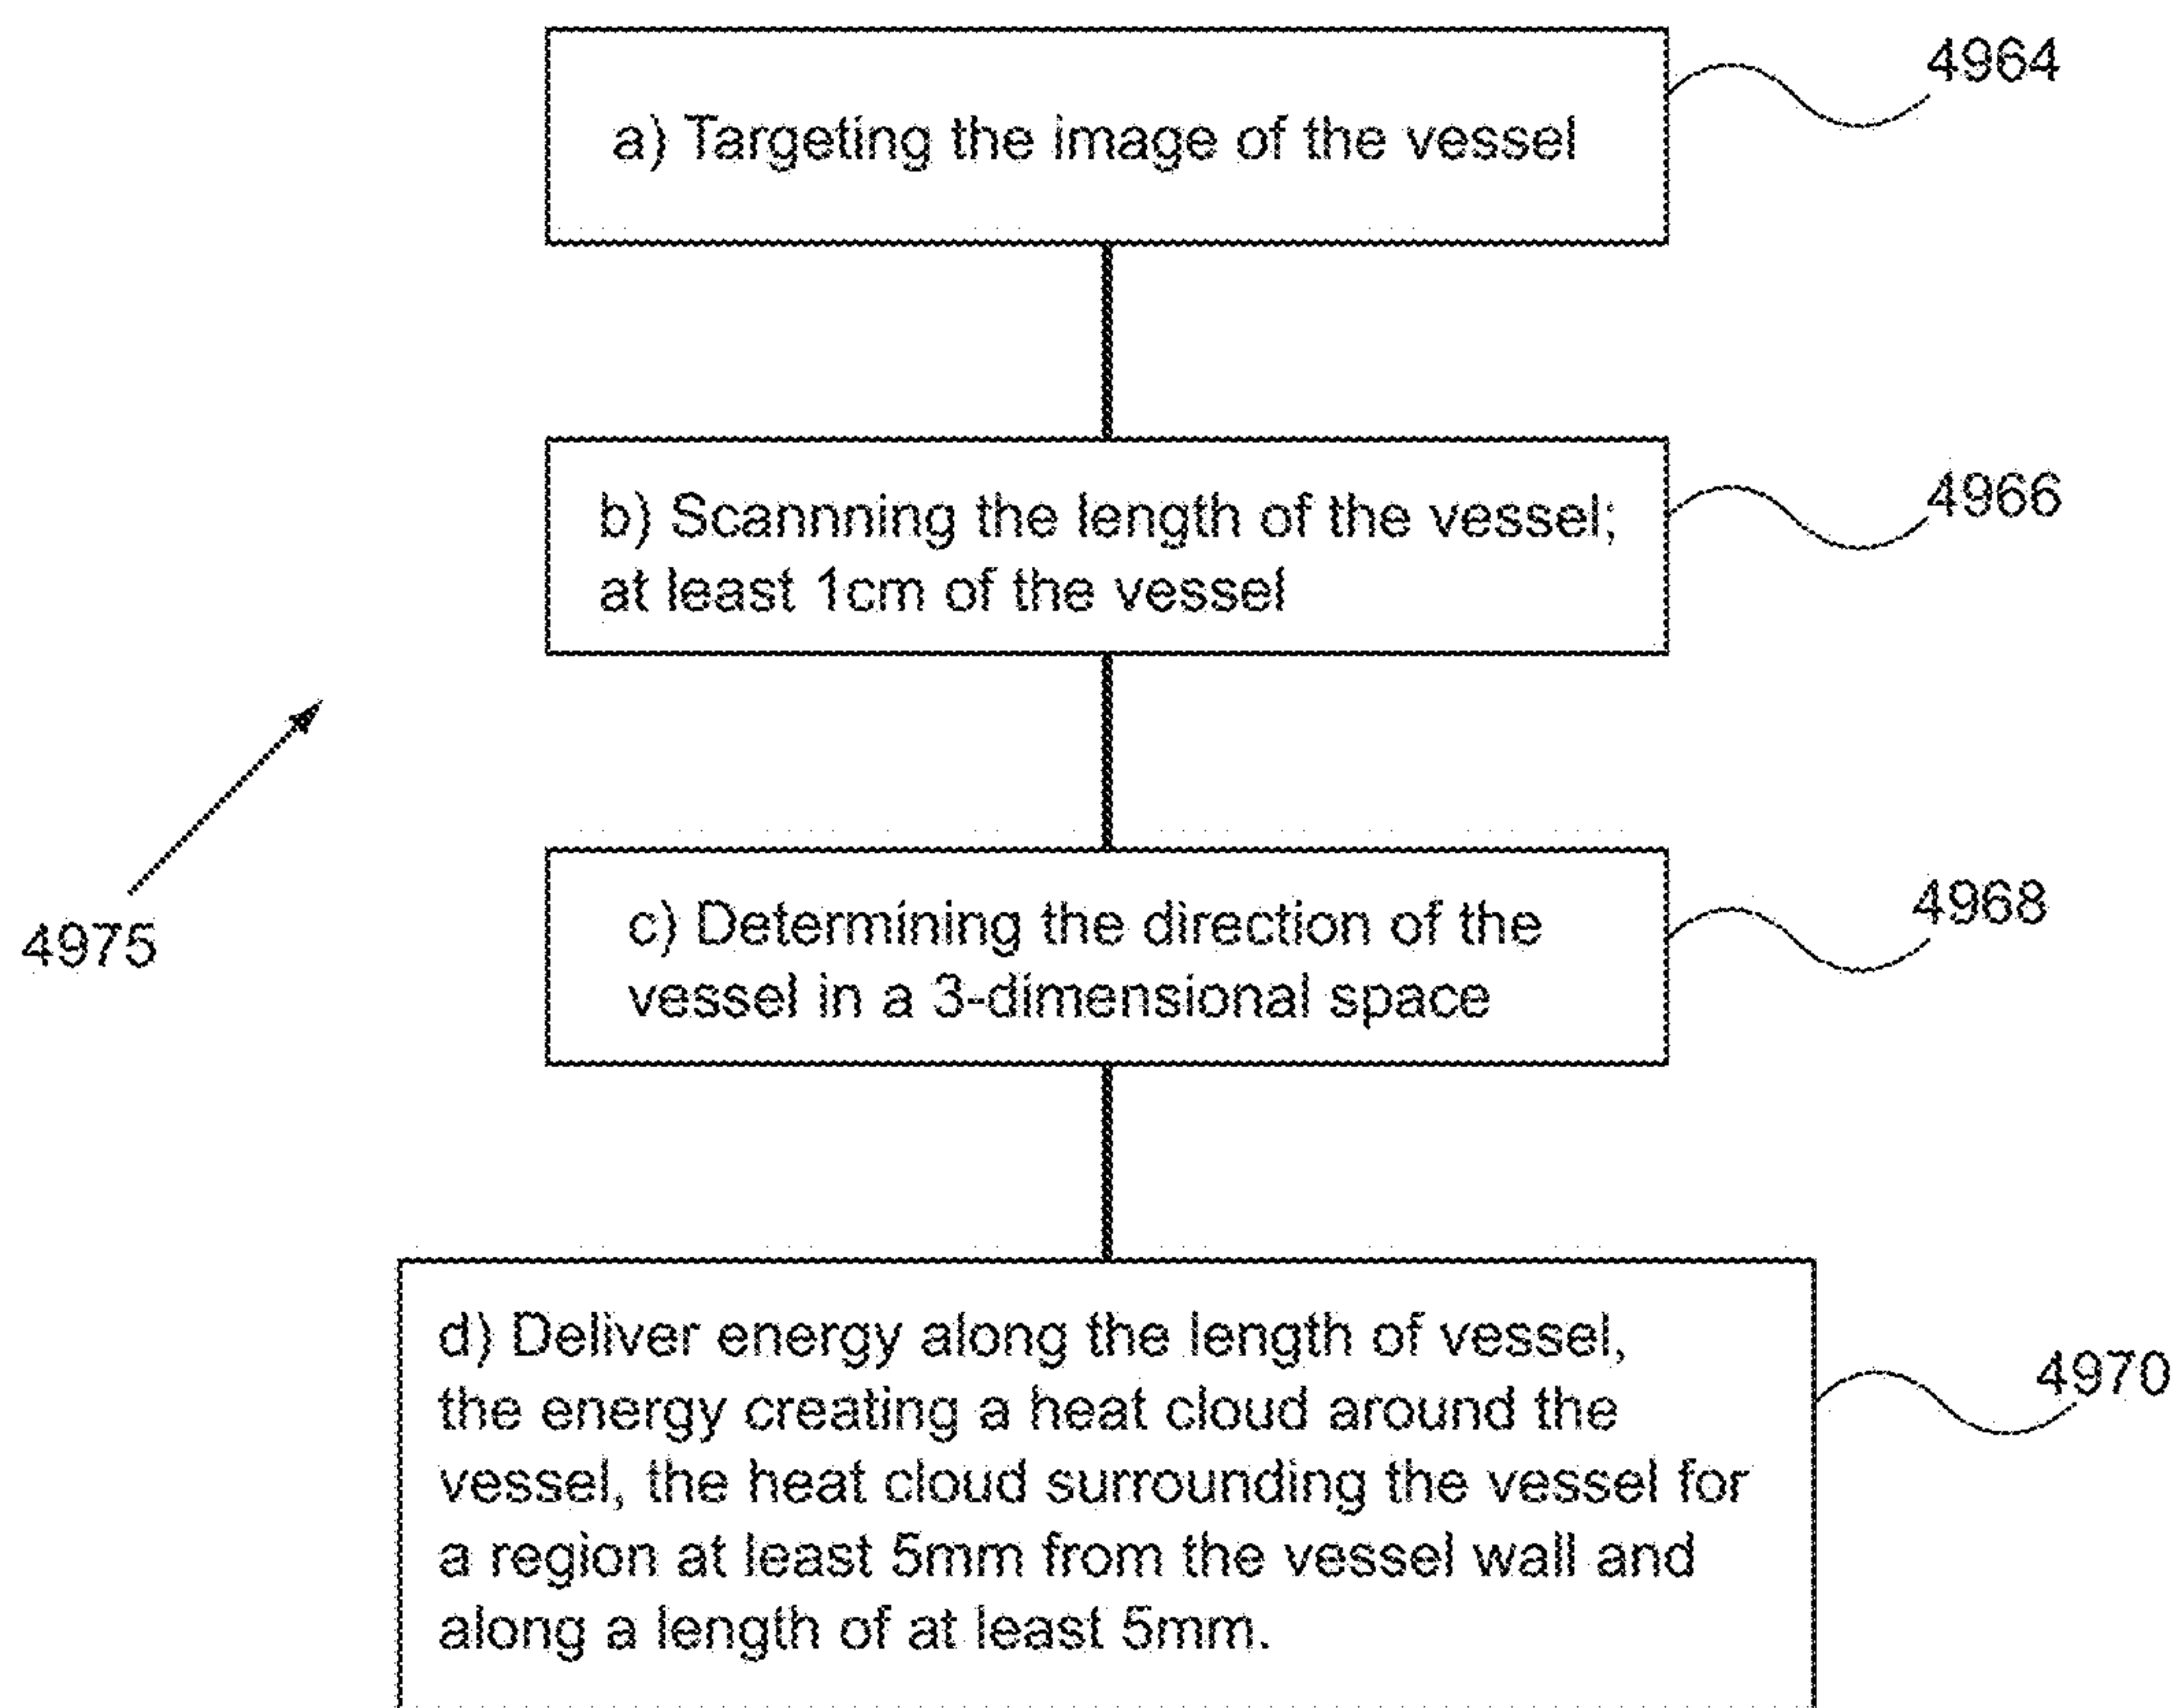 a) Targeting the image of the vessel
4964
b) Scannning the length of the vessel;
at least 1cm of the vessel
4966
4975
c) Determining the direction of the
vessel in a 3-dimensional space
4968
d) Deliver energy along the length of vessel,
the energy creating a heat cloud around the
vessel, the heat cloud surrounding the vessel for
a region at least 5mm from the vessel wall and
along a length of at least 5mm.
4970